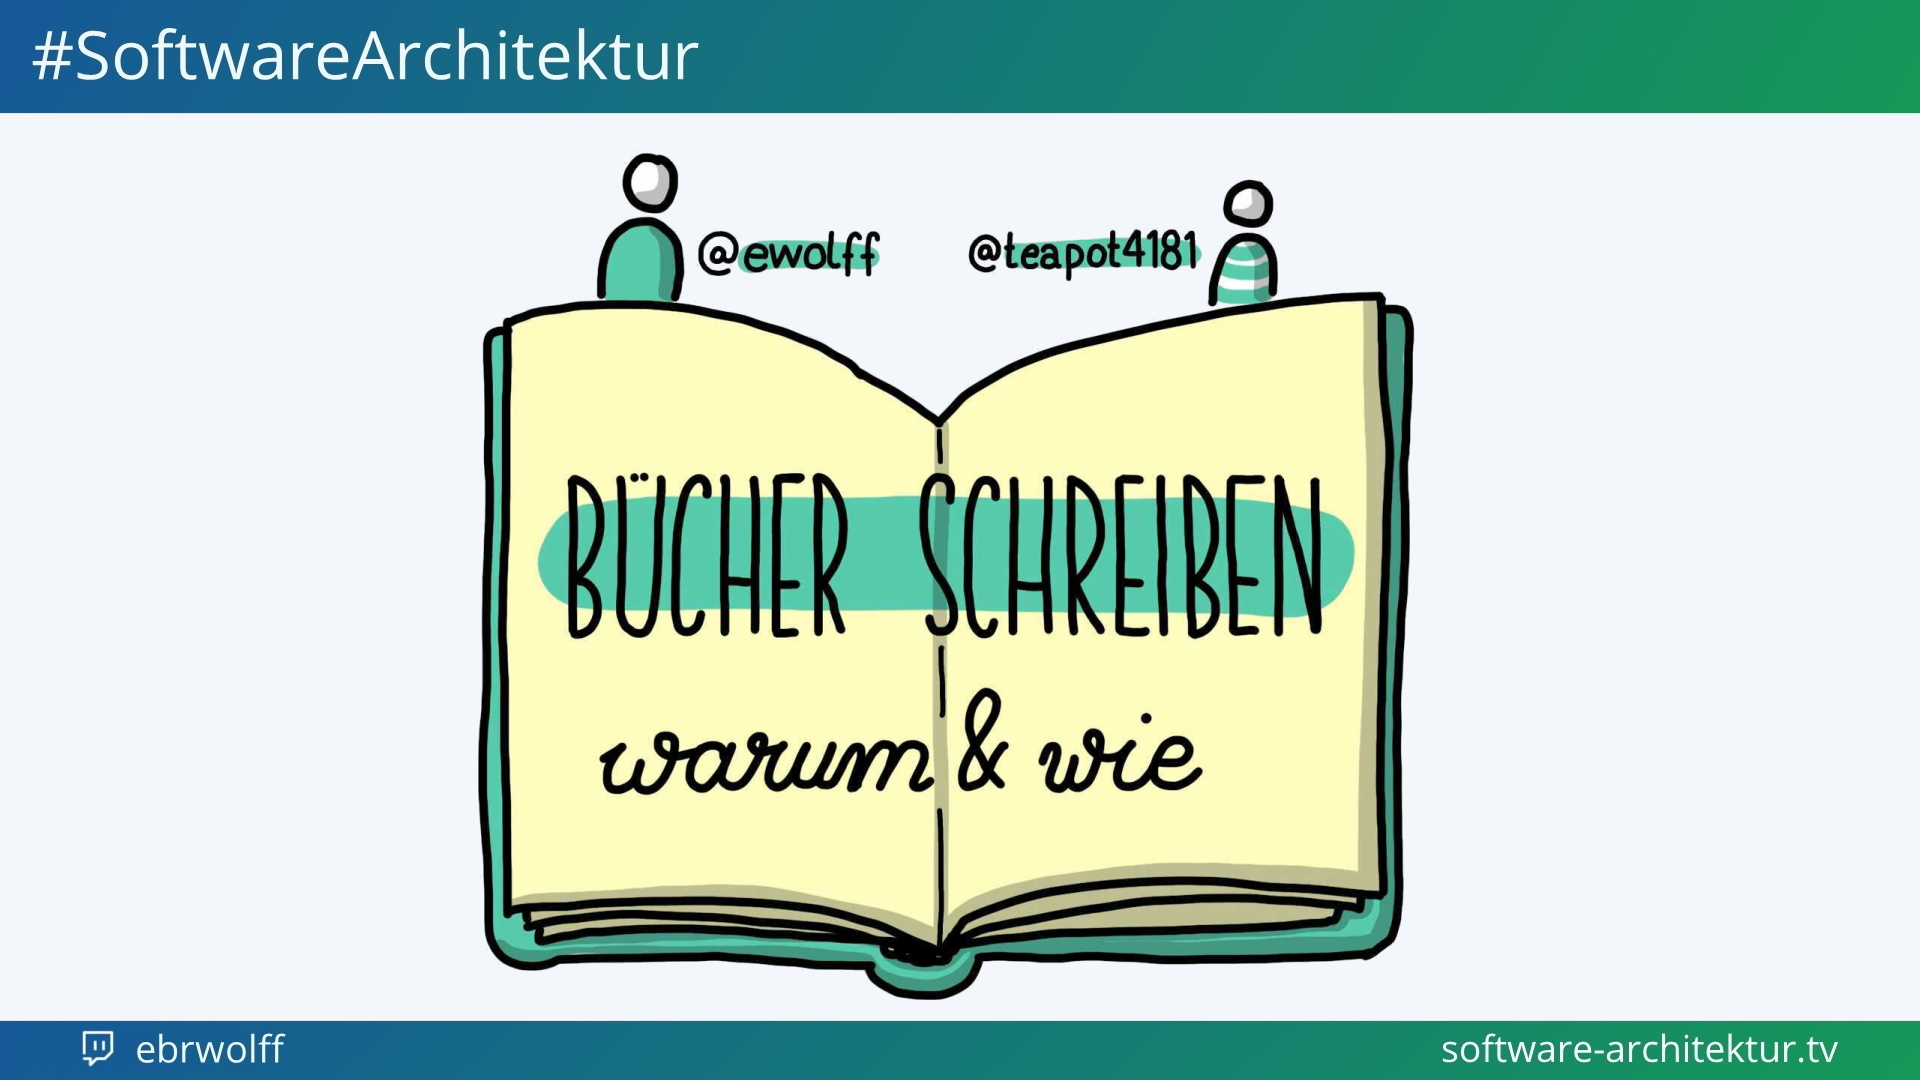 #SoftwareArchitektur
@ewolff @teapot4181
BÜCHER SCHREIBEN
warum & wie
ebrwolff software-architektur.tv